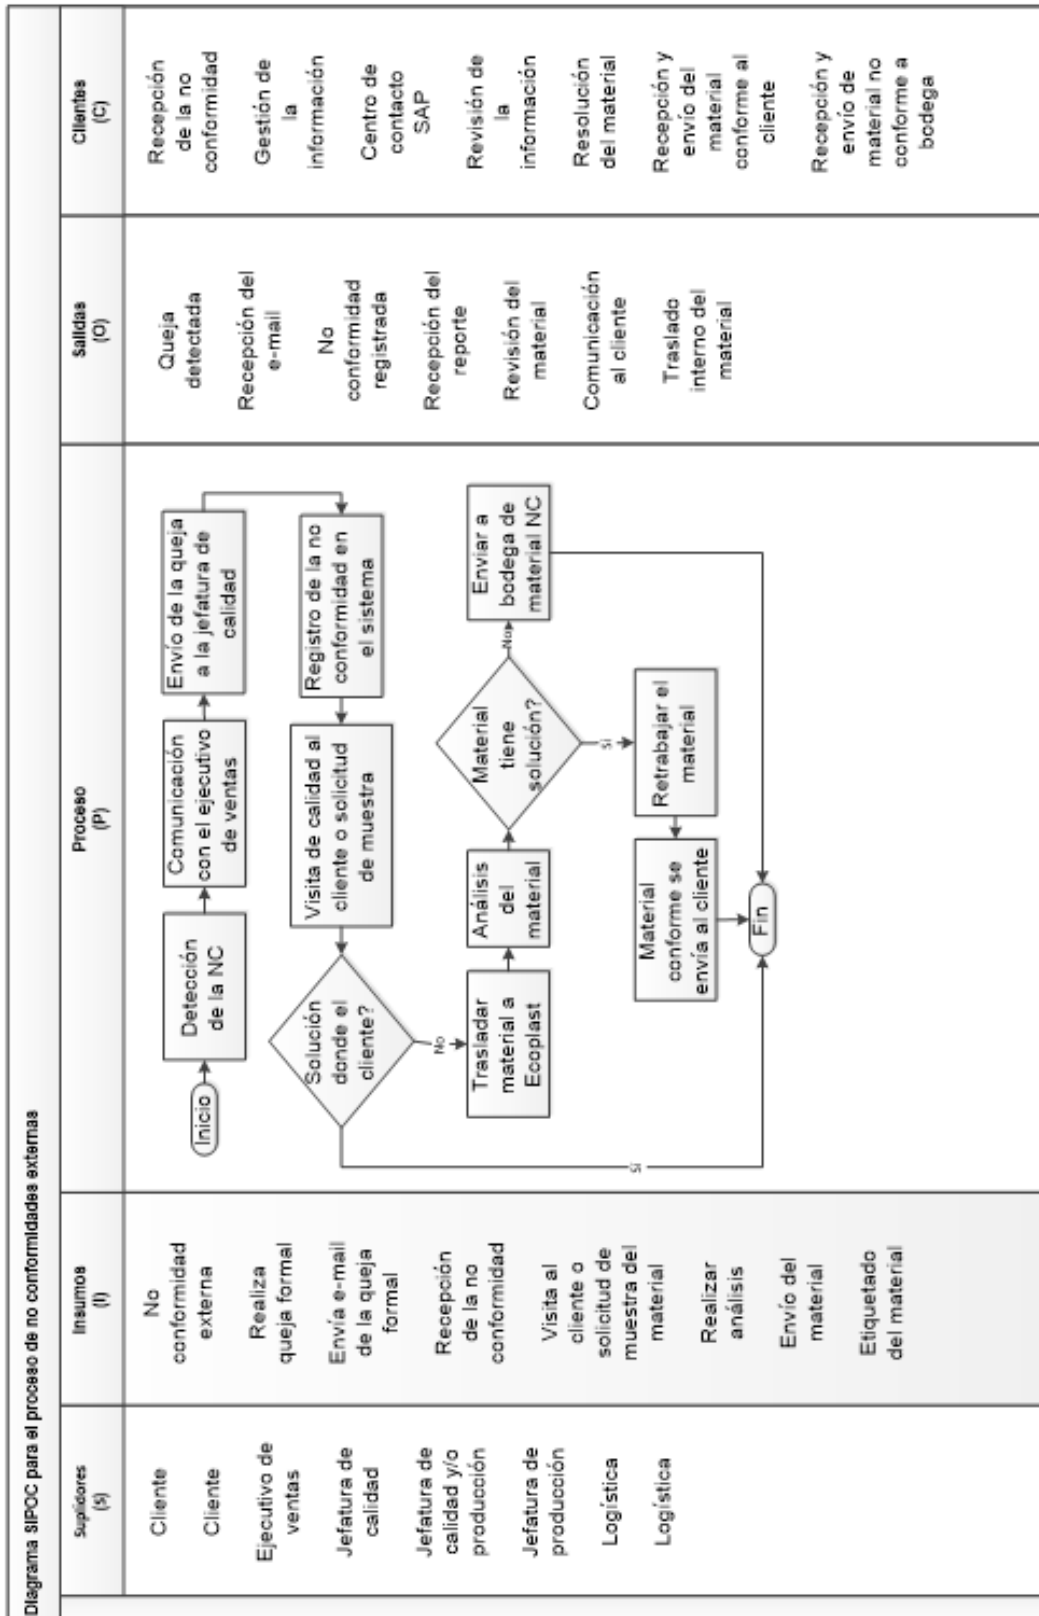 Diagrama SIPOC para el proceso de no conformidades externas
Suplidores
(S)
Insumos
(I)
Proceso
(P)
Salidas
(O)
Clientes
(C)
Cliente
Cliente
Ejecutivo de
ventas
Jefatura de
calidad
Jefatura de
calidad y/o
producción
Jefatura de
producción
Logística
Logística
No
conformidad
externa
Realiza
queja formal
Envía e-mail
de la queja
formal
Recepción
de la no
conformidad
Visita al
cliente o
solicitud de
muestra del
material
Realizar
análisis
Envío del
material
Etiquetado
del material
Inicio
Detección
de la NC
Comunicación
con el ejecutivo
de ventas
Envío de la queja
a la jefatura de
calidad
Registro de la no
conformidad en
el sistema
Visita de calidad al
cliente o solicitud
de muestra
Solución
donde el
cliente?
No
Sí
Trasladar
material a
Ecoplast
Análisis
del
material
Material
tiene
solución?
No
sí
Enviar a
bodega de
material NC
Retrabajar el
material
Material
conforme se
envía al cliente
Fin
Queja
detectada
Recepción del
e-mail
No
conformidad
registrada
Recepción del
reporte
Revisión del
material
Comunicación
al cliente
Traslado
interno del
material
Recepción
de la no
conformidad
Gestión de
la
información
Centro de
contacto
SAP
Revisión de
la
información
Resolución
del material
Recepción y
envío del
material
conforme al
cliente
Recepción y
envío de
material no
conforme a
bodega